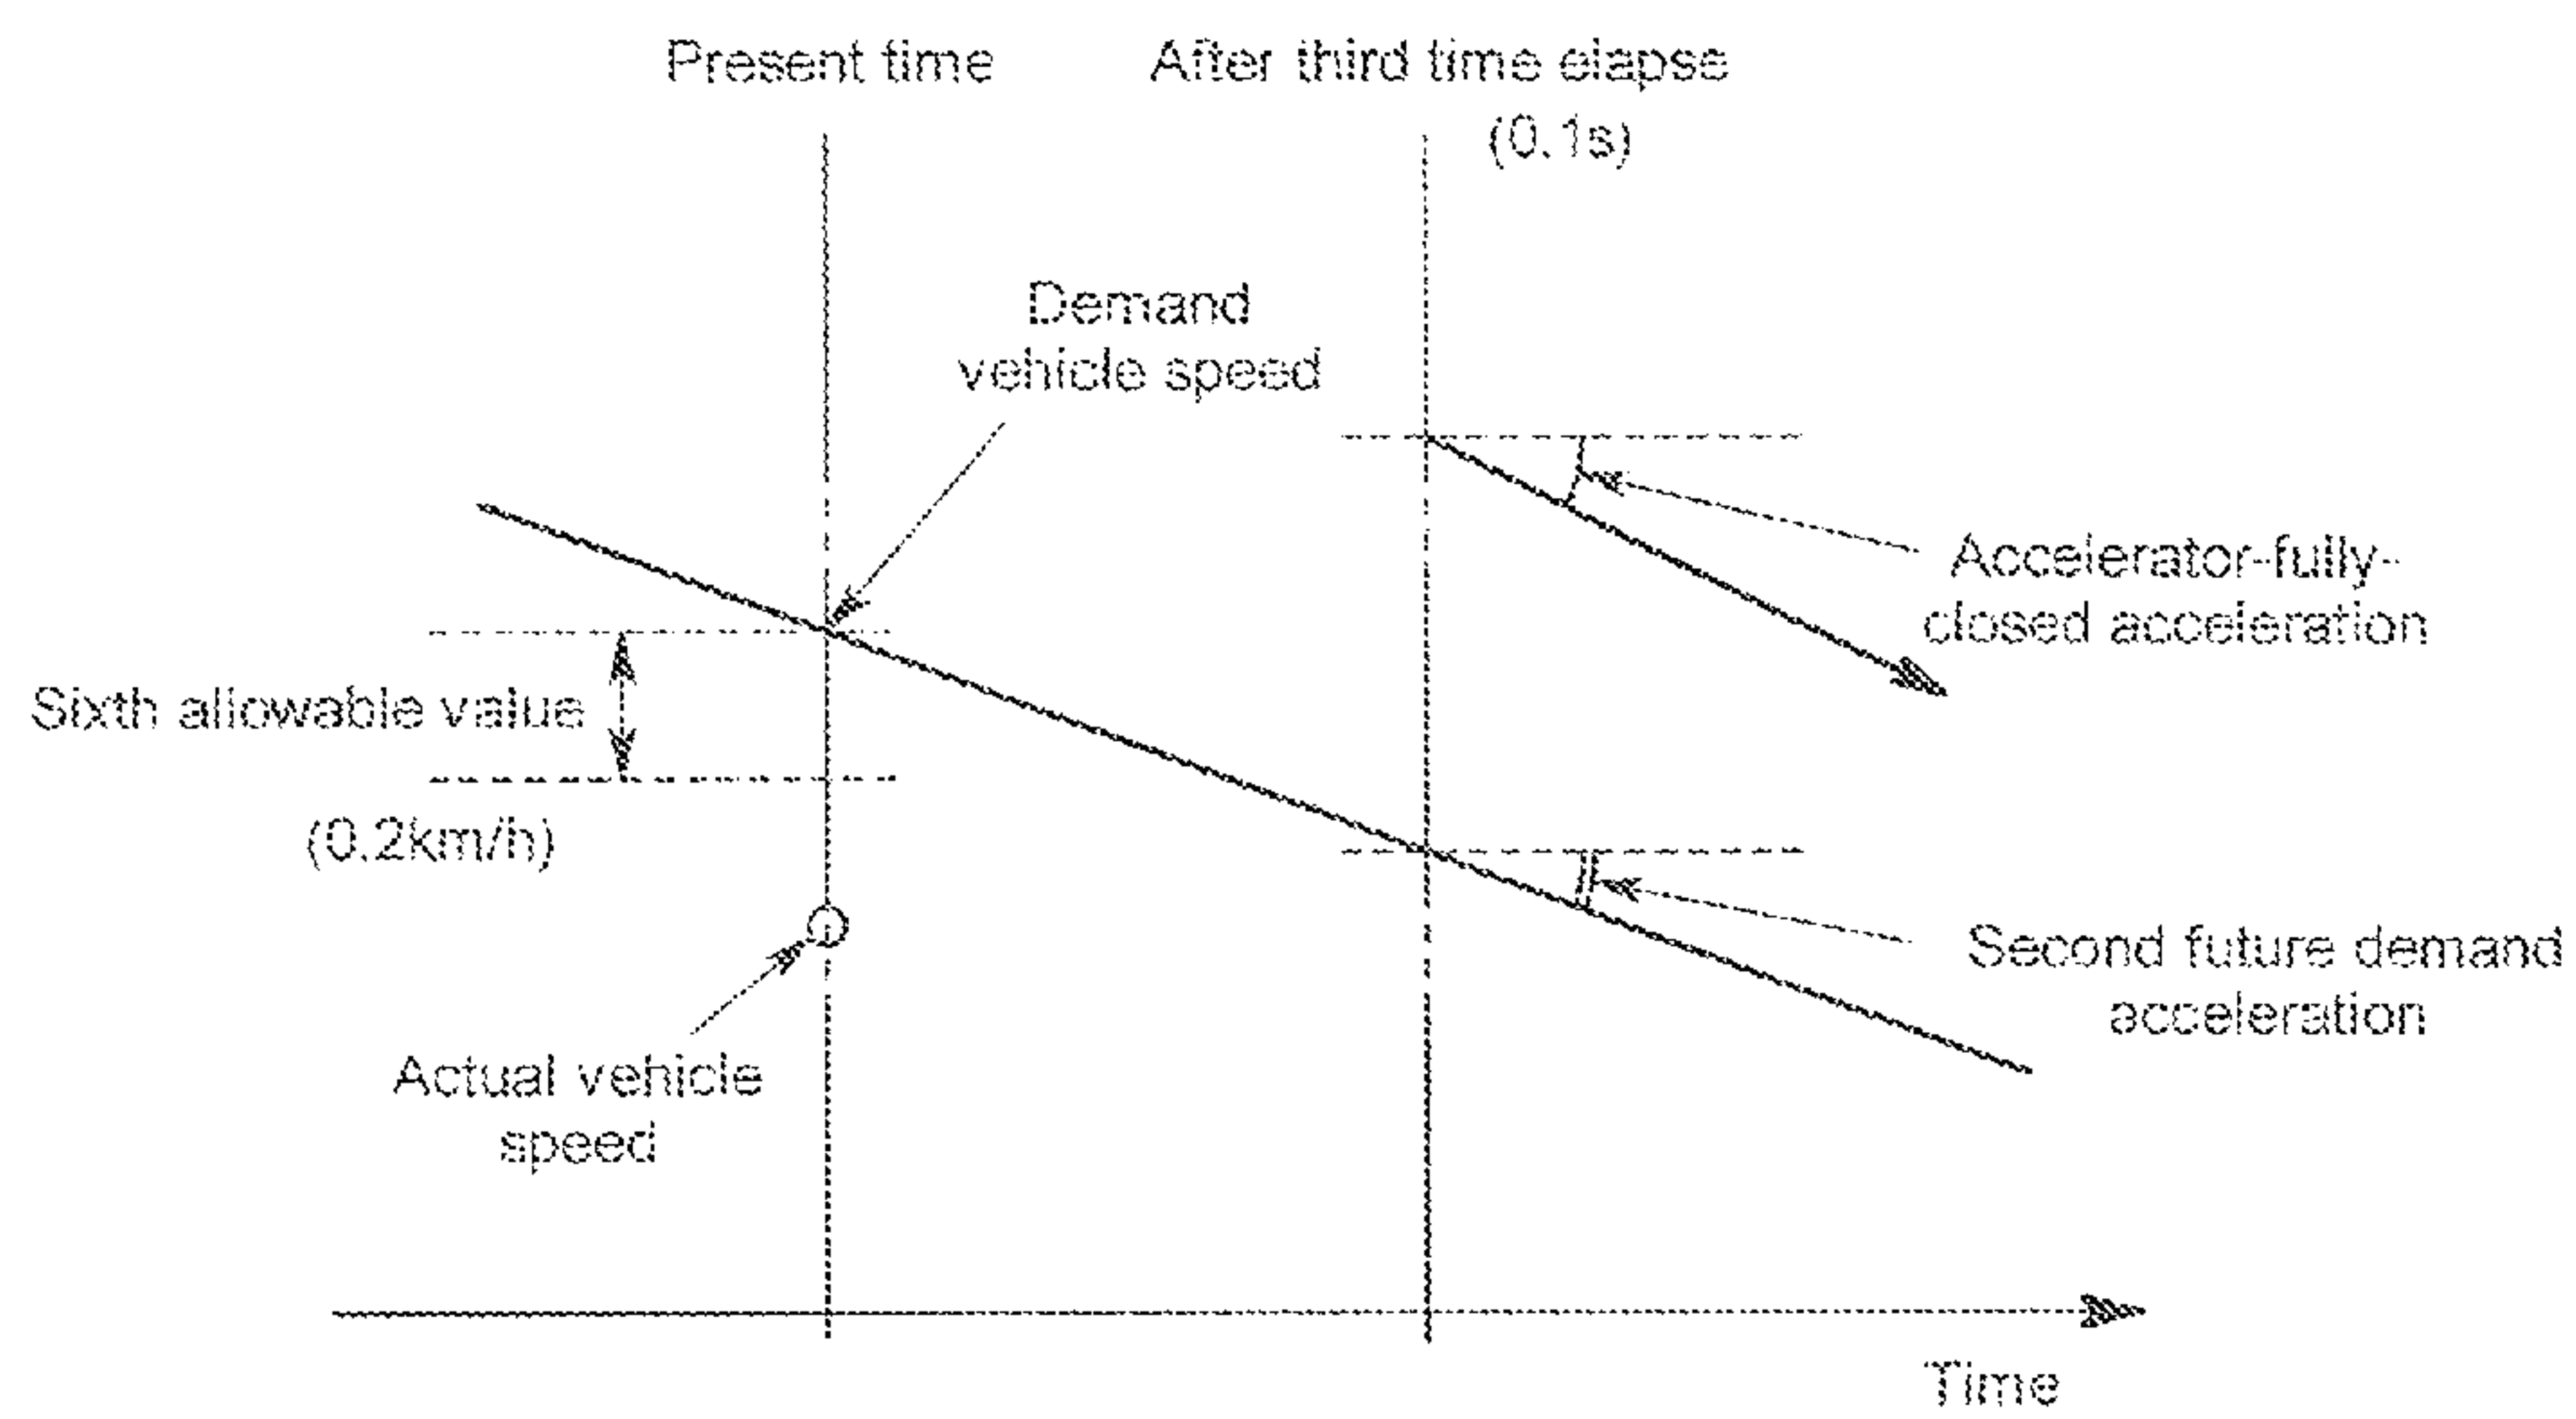 Present time
After third time elapse
(0.1s)
Demand
vehicle speed
Accelerator-fully-
closed acceleration
Sixth allowable value
(0.2km/h)
Second future demand
acceleration
Actual vehicle
speed
Time